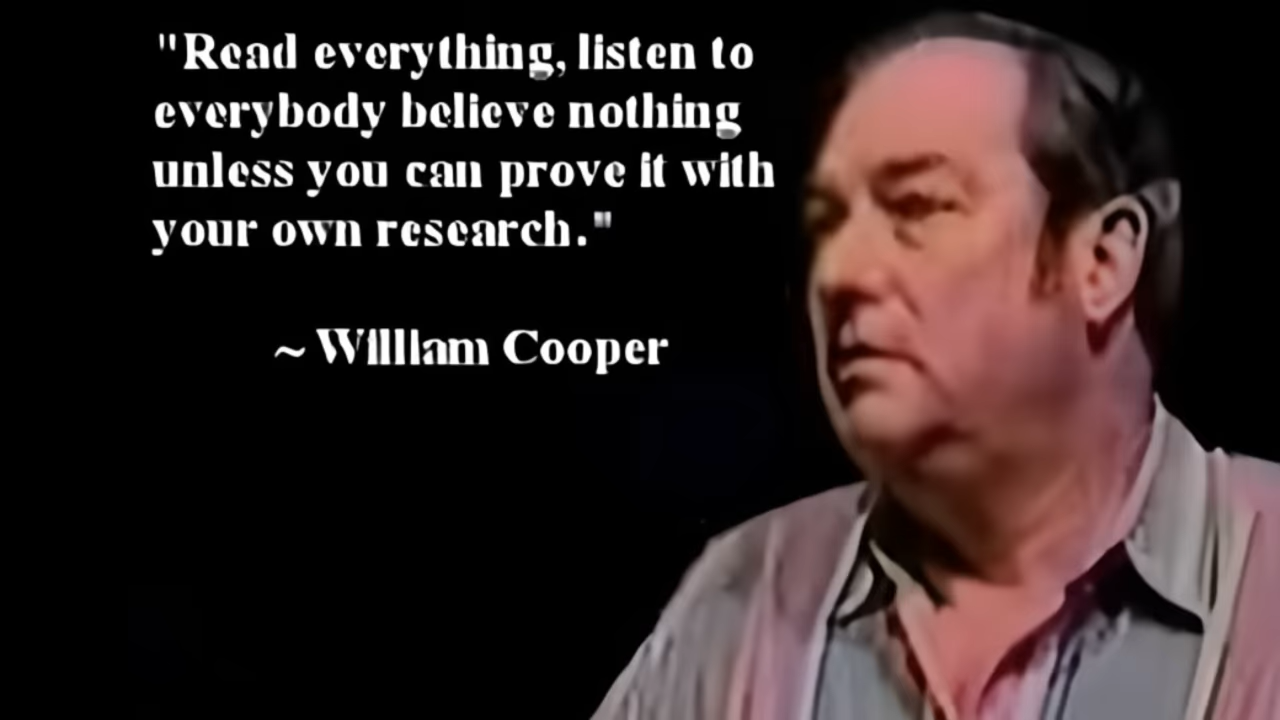 "Read everything, listen to
everybody believe nothing
unless you can prove it with
your own research."
~ William Cooper